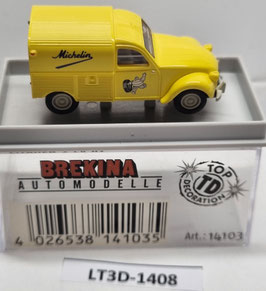 Michelin
BREKINA
AUTOMODELLE
TOP
TD
DECORATION
4 026538 141035
Art.: 14103
LT3D-1408